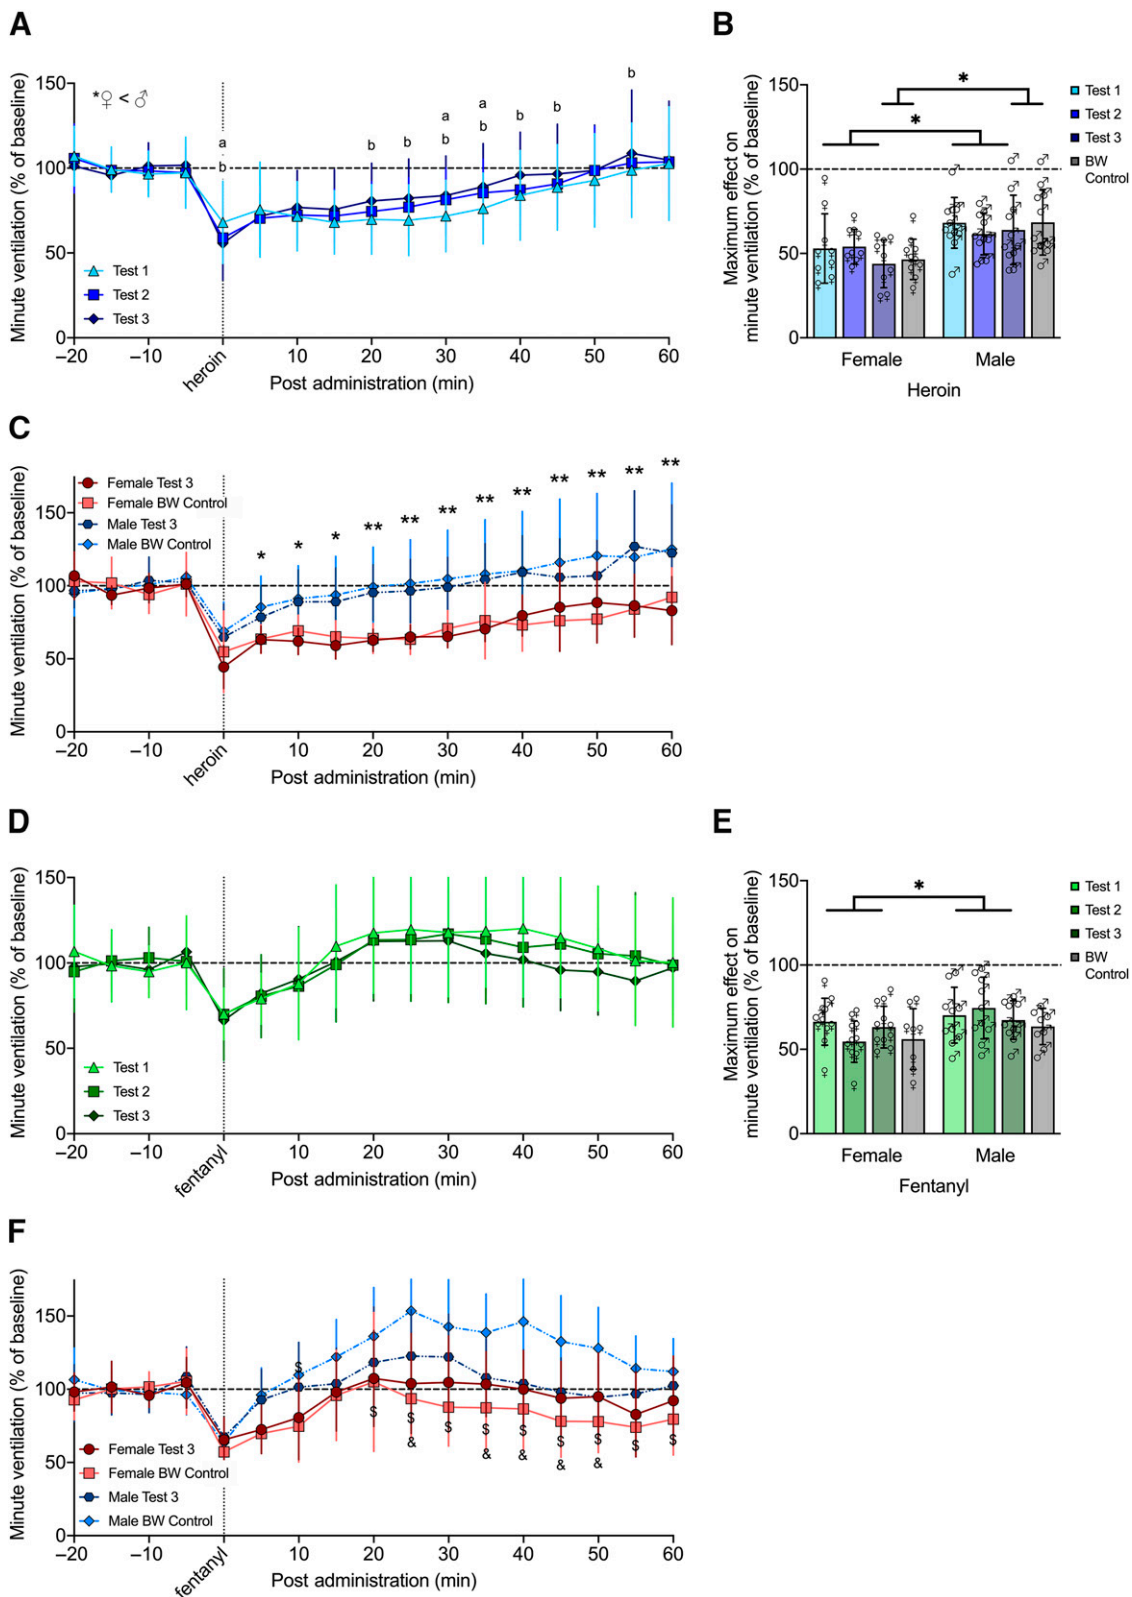 A
Minute ventilation (% of baseline)
150
100
50
0
*♀ < ♂
a
b
b
b
a
b
a
b
b
b
b
Test 1
Test 2
Test 3
–20
–10
heroin
10
20
30
40
50
60
Post administration (min)
B
Maximum effect on
minute ventilation (% of baseline)
150
100
50
0
*
*
Test 1
Test 2
Test 3
BW
Control
Female
Male
Heroin
C
Minute ventilation (% of baseline)
150
100
50
0
Female Test 3
Female BW Control
Male Test 3
Male BW Control
* * * ** ** ** ** ** ** ** ** **
–20
–10
heroin
10
20
30
40
50
60
Post administration (min)
D
Minute ventilation (% of baseline)
150
100
50
0
Test 1
Test 2
Test 3
–20
–10
fentanyl
10
20
30
40
50
60
Post administration (min)
E
Maximum effect on
minute ventilation (% of baseline)
150
100
50
0
*
Test 1
Test 2
Test 3
BW
Control
Female
Male
Fentanyl
F
Minute ventilation (% of baseline)
150
100
50
0
$
$ $ $ $ $ $ $ $ $
& & & & &
Female Test 3
Female BW Control
Male Test 3
Male BW Control
–20
–10
fentanyl
10
20
30
40
50
60
Post administration (min)